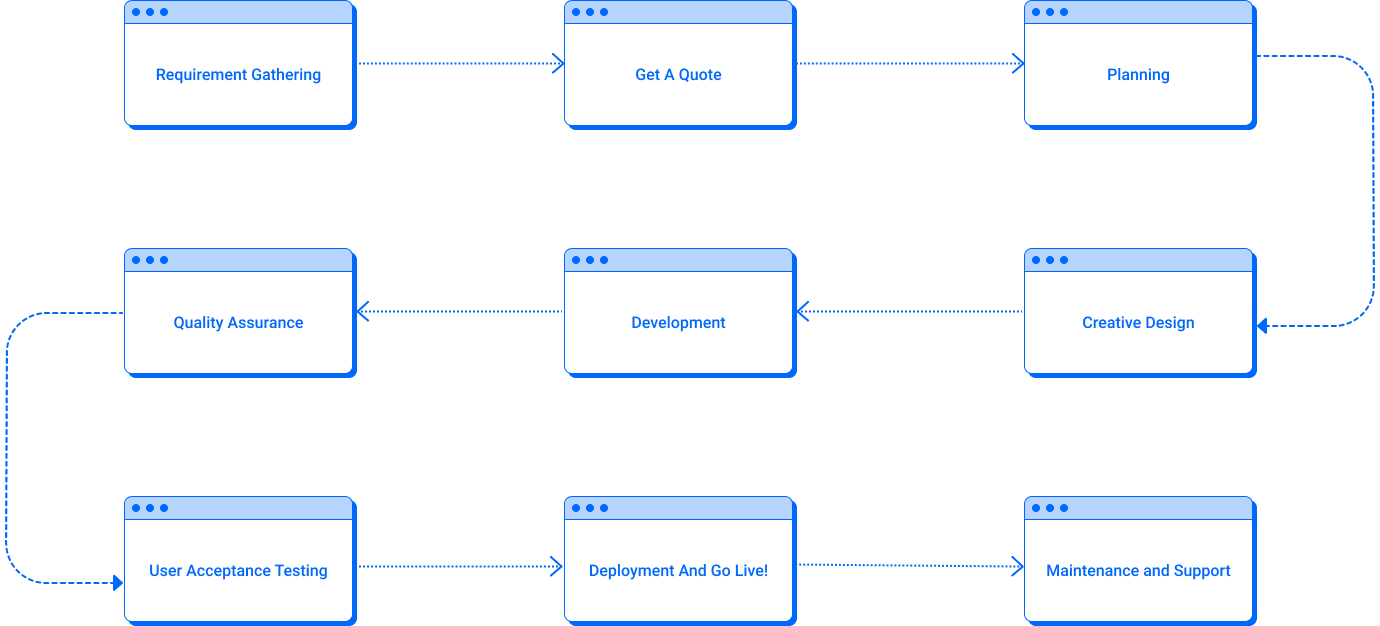 Requirement Gathering
Get A Quote
Planning
Quality Assurance
Development
Creative Design
User Acceptance Testing
Deployment And Go Live!
Maintenance and Support